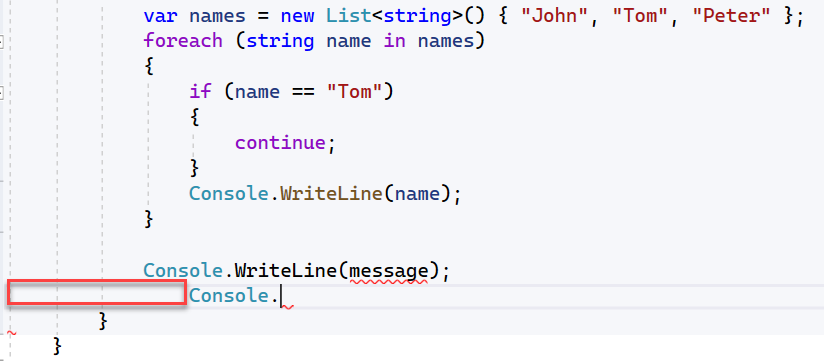 var names = new List<string>() { "John", "Tom", "Peter" };
foreach (string name in names)
{
if (name == "Tom")
{
continue;
}
Console.WriteLine(name);
}
Console.WriteLine(message);
Console.
}
}